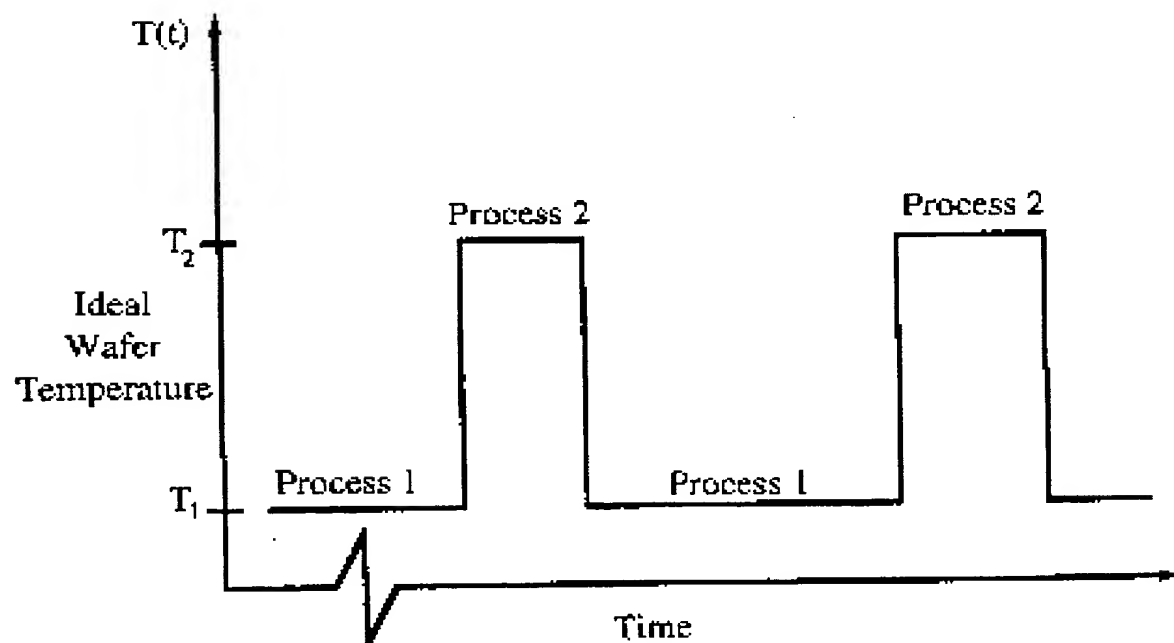 T(t)
Process 2
Process 2
T2
Ideal
Wafer
Temperature
Process 1
Process 1
T1
Time